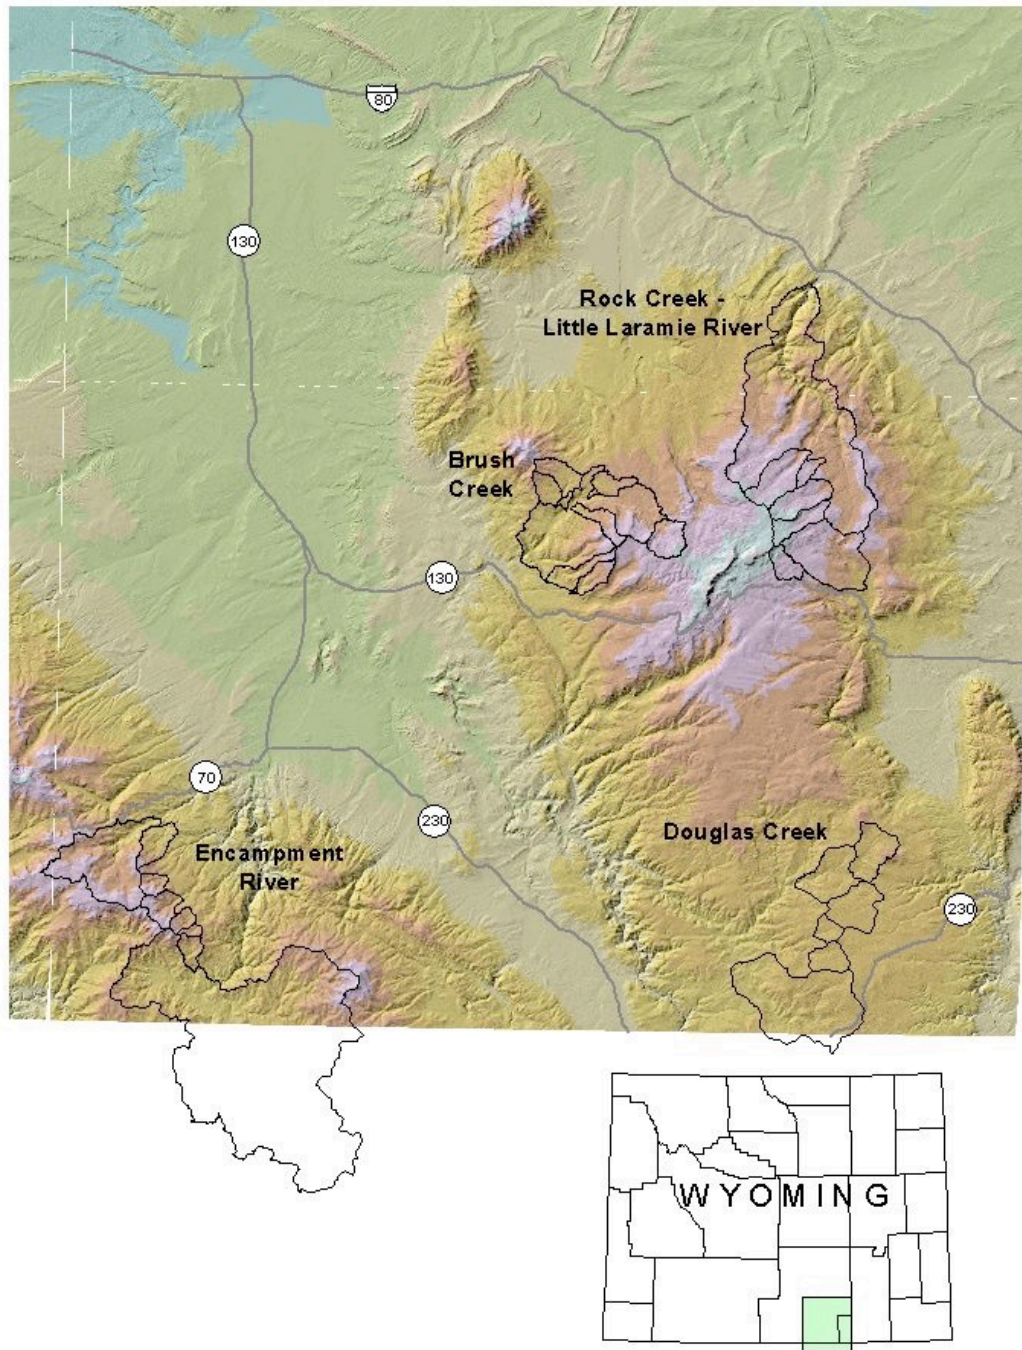 80
130
Rock Creek -
Little Laramie River
Brush
Creek
130
70
230
Douglas Creek
Encampment
River
230
WYOMING